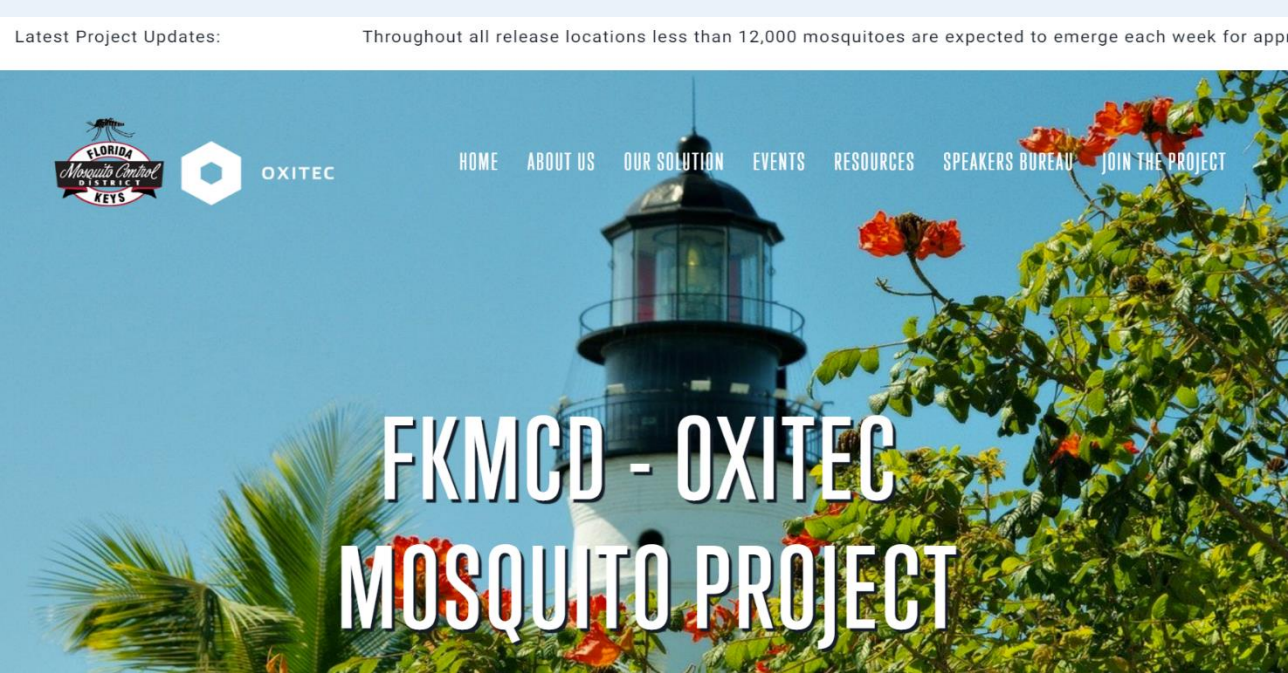 Latest Project Updates:
Throughout all release locations less than 12,000 mosquitoes are expected to emerge each week for
FLORIDA
Mosquito Control
DISTRICT
KEYS
OXITEC
HOME ABOUT US OUR SOLUTION EVENTS RESOURCES SPEAKERS BUREAU JOIN THE PROJECT
FKMCD - OXITEC
MOSQUITO PROJECT